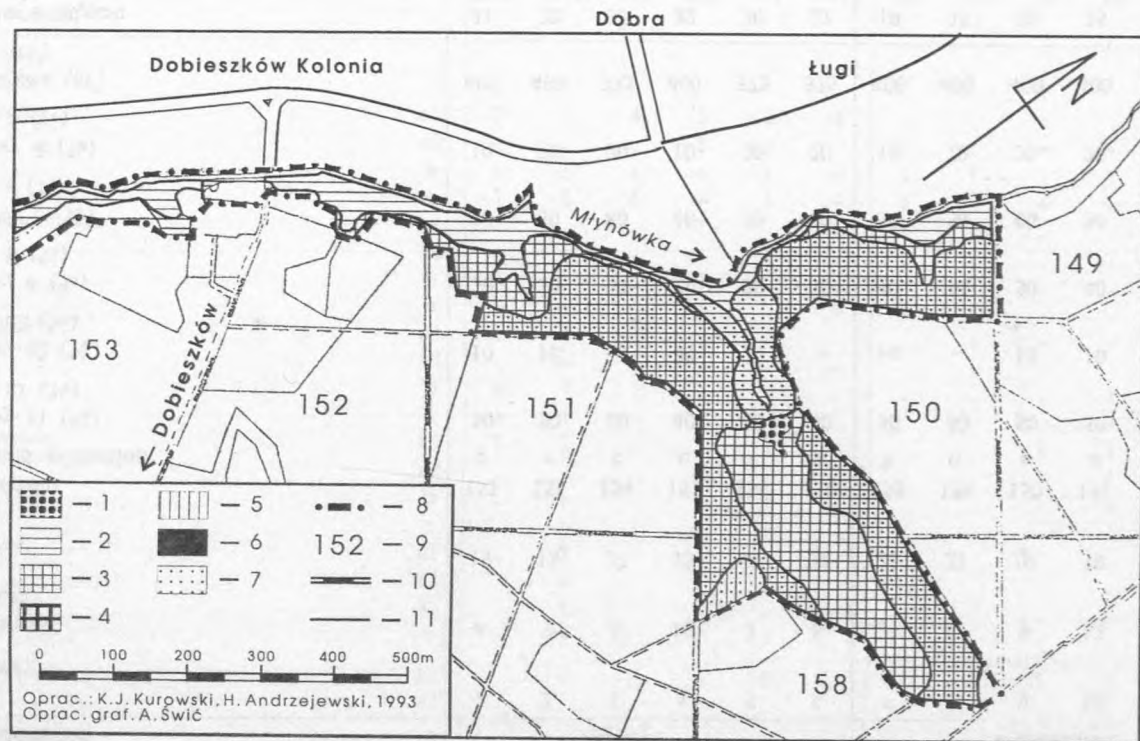 Dobra
Dobieszków Kolonia
Ługi
N
Młynówka
149
153
Dobieszków
152
151
150
158
1
2
3
4
5
6
7
8
152 — 9
10
11
0 100 200 300 400 500m
Oprac.: K.J. Kurowski, H. Andrzejewski, 1993
Oprac. graf. A. Świć